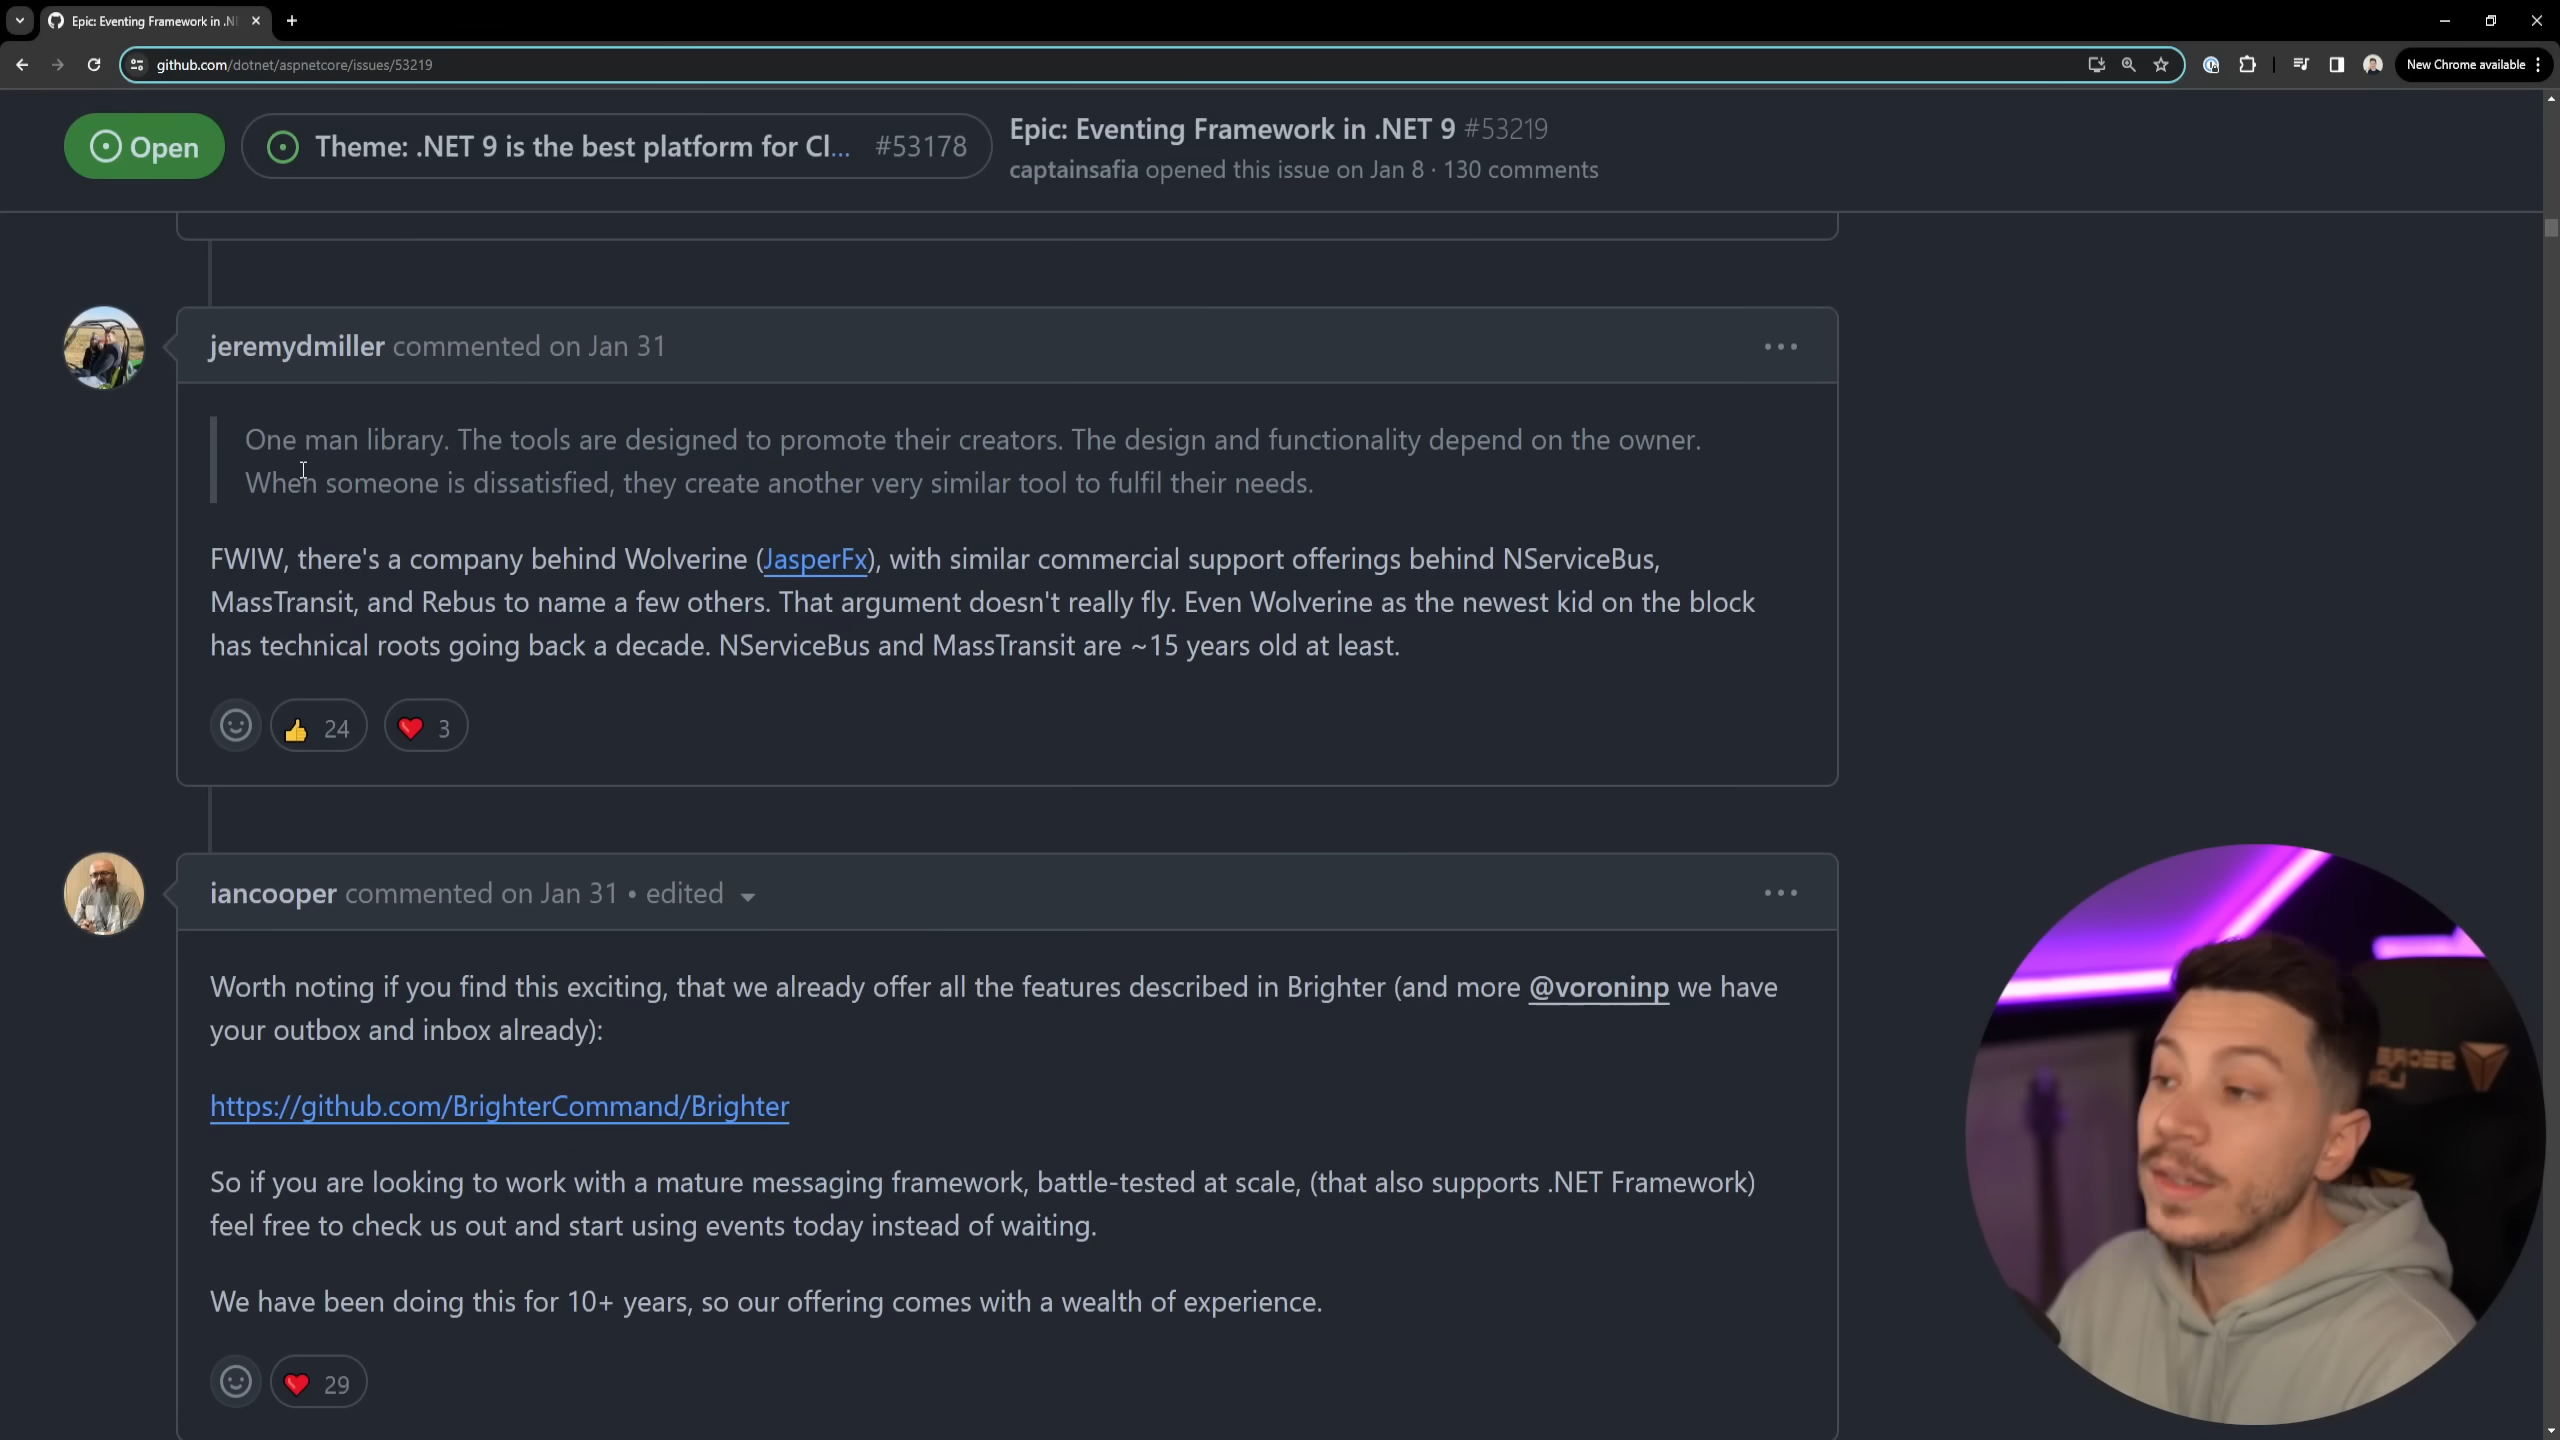 Epic: Eventing Framework in .N
github.com/dotnet/aspnetcore/issues/53219
New Chrome available
Open
Theme: .NET 9 is the best platform for Cl... #53178
Epic: Eventing Framework in .NET 9 #53219
captainsafia opened this issue on Jan 8 · 130 comments
jeremydmiller commented on Jan 31
One man library. The tools are designed to promote their creators. The design and functionality depend on the owner.
When someone is dissatisfied, they create another very similar tool to fulfil their needs.
FWIW, there's a company behind Wolverine (JasperFx), with similar commercial support offerings behind NServiceBus,
MassTransit, and Rebus to name a few others. That argument doesn't really fly. Even Wolverine as the newest kid on the block
has technical roots going back a decade. NServiceBus and MassTransit are ~15 years old at least.
24
3
iancooper commented on Jan 31 • edited
Worth noting if you find this exciting, that we already offer all the features described in Brighter (and more @voroninp we have
your outbox and inbox already):
https://github.com/BrighterCommand/Brighter
So if you are looking to work with a mature messaging framework, battle-tested at scale, (that also supports .NET Framework)
feel free to check us out and start using events today instead of waiting.
We have been doing this for 10+ years, so our offering comes with a wealth of experience.
29